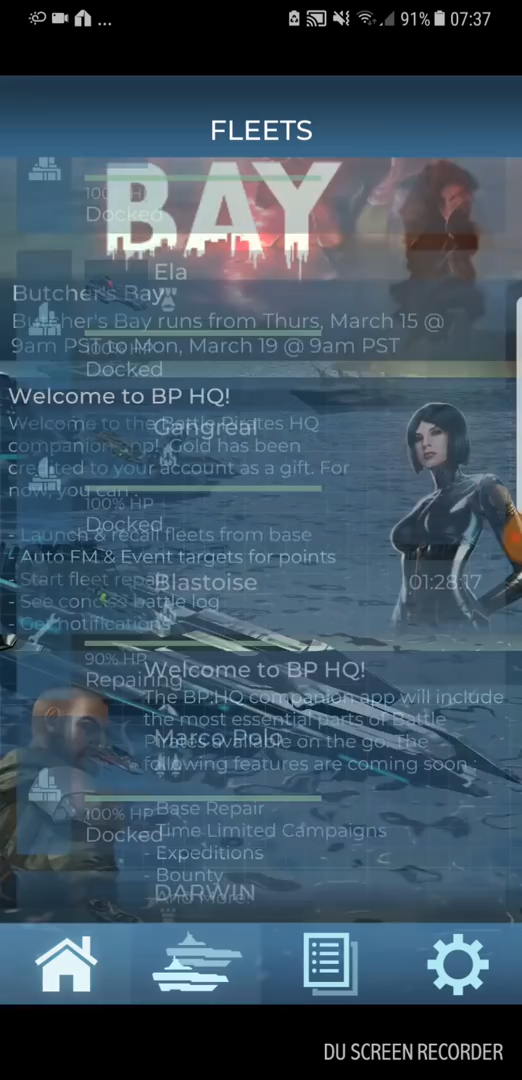 91% 07:37
FLEETS
BAY
100% HP
Docked
Ela
Butcher's Bay
Butcher's Bay runs from Thurs, March 15 @
9am PST to Mon, March 19 @ 9am PST
100% HP
Docked
Welcome to BP HQ!
Welcome to the Battle Pirates HQ
companion app! Gold has been
credited to your account as a gift. For
now, you can :
Gangreal
100% HP
Docked
- Launch & recall fleets from base
- Auto FM & Event targets for points
- Start fleet repair
- See concise battle log
- Get notifications
Blastoise
01:28:17
90% HP
Repairing
Welcome to BP HQ!
The BP:HQ companion app will include
the most essential parts of Battle
Pirates available on the go. The
following features are coming soon :
Marco Polo
100% HP
Docked
- Base Repair
- Time Limited Campaigns
- Expeditions
- Bounty
And More!
DARWIN
DU SCREEN RECORDER